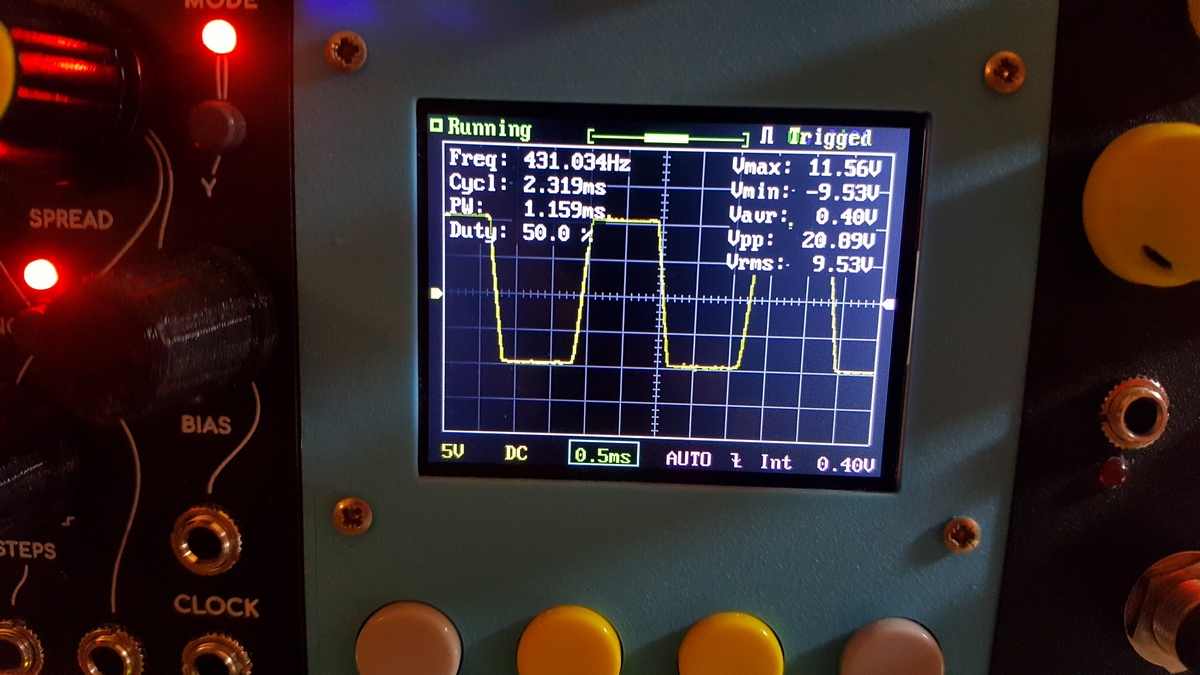 MODE
Y
SPREAD
BIAS
STEPS
CLOCK
Running
Trigged
Freq: 431.034Hz
Cycl: 2.319ms
PW: 1.159ms
Duty: 50.0 %
Vmax: 11.56V
Vmin: -9.53V
Vavr: 0.40V
Vpp: 20.89V
Vrms: 9.53V
5V DC 0.5ms AUTO Int 0.40V